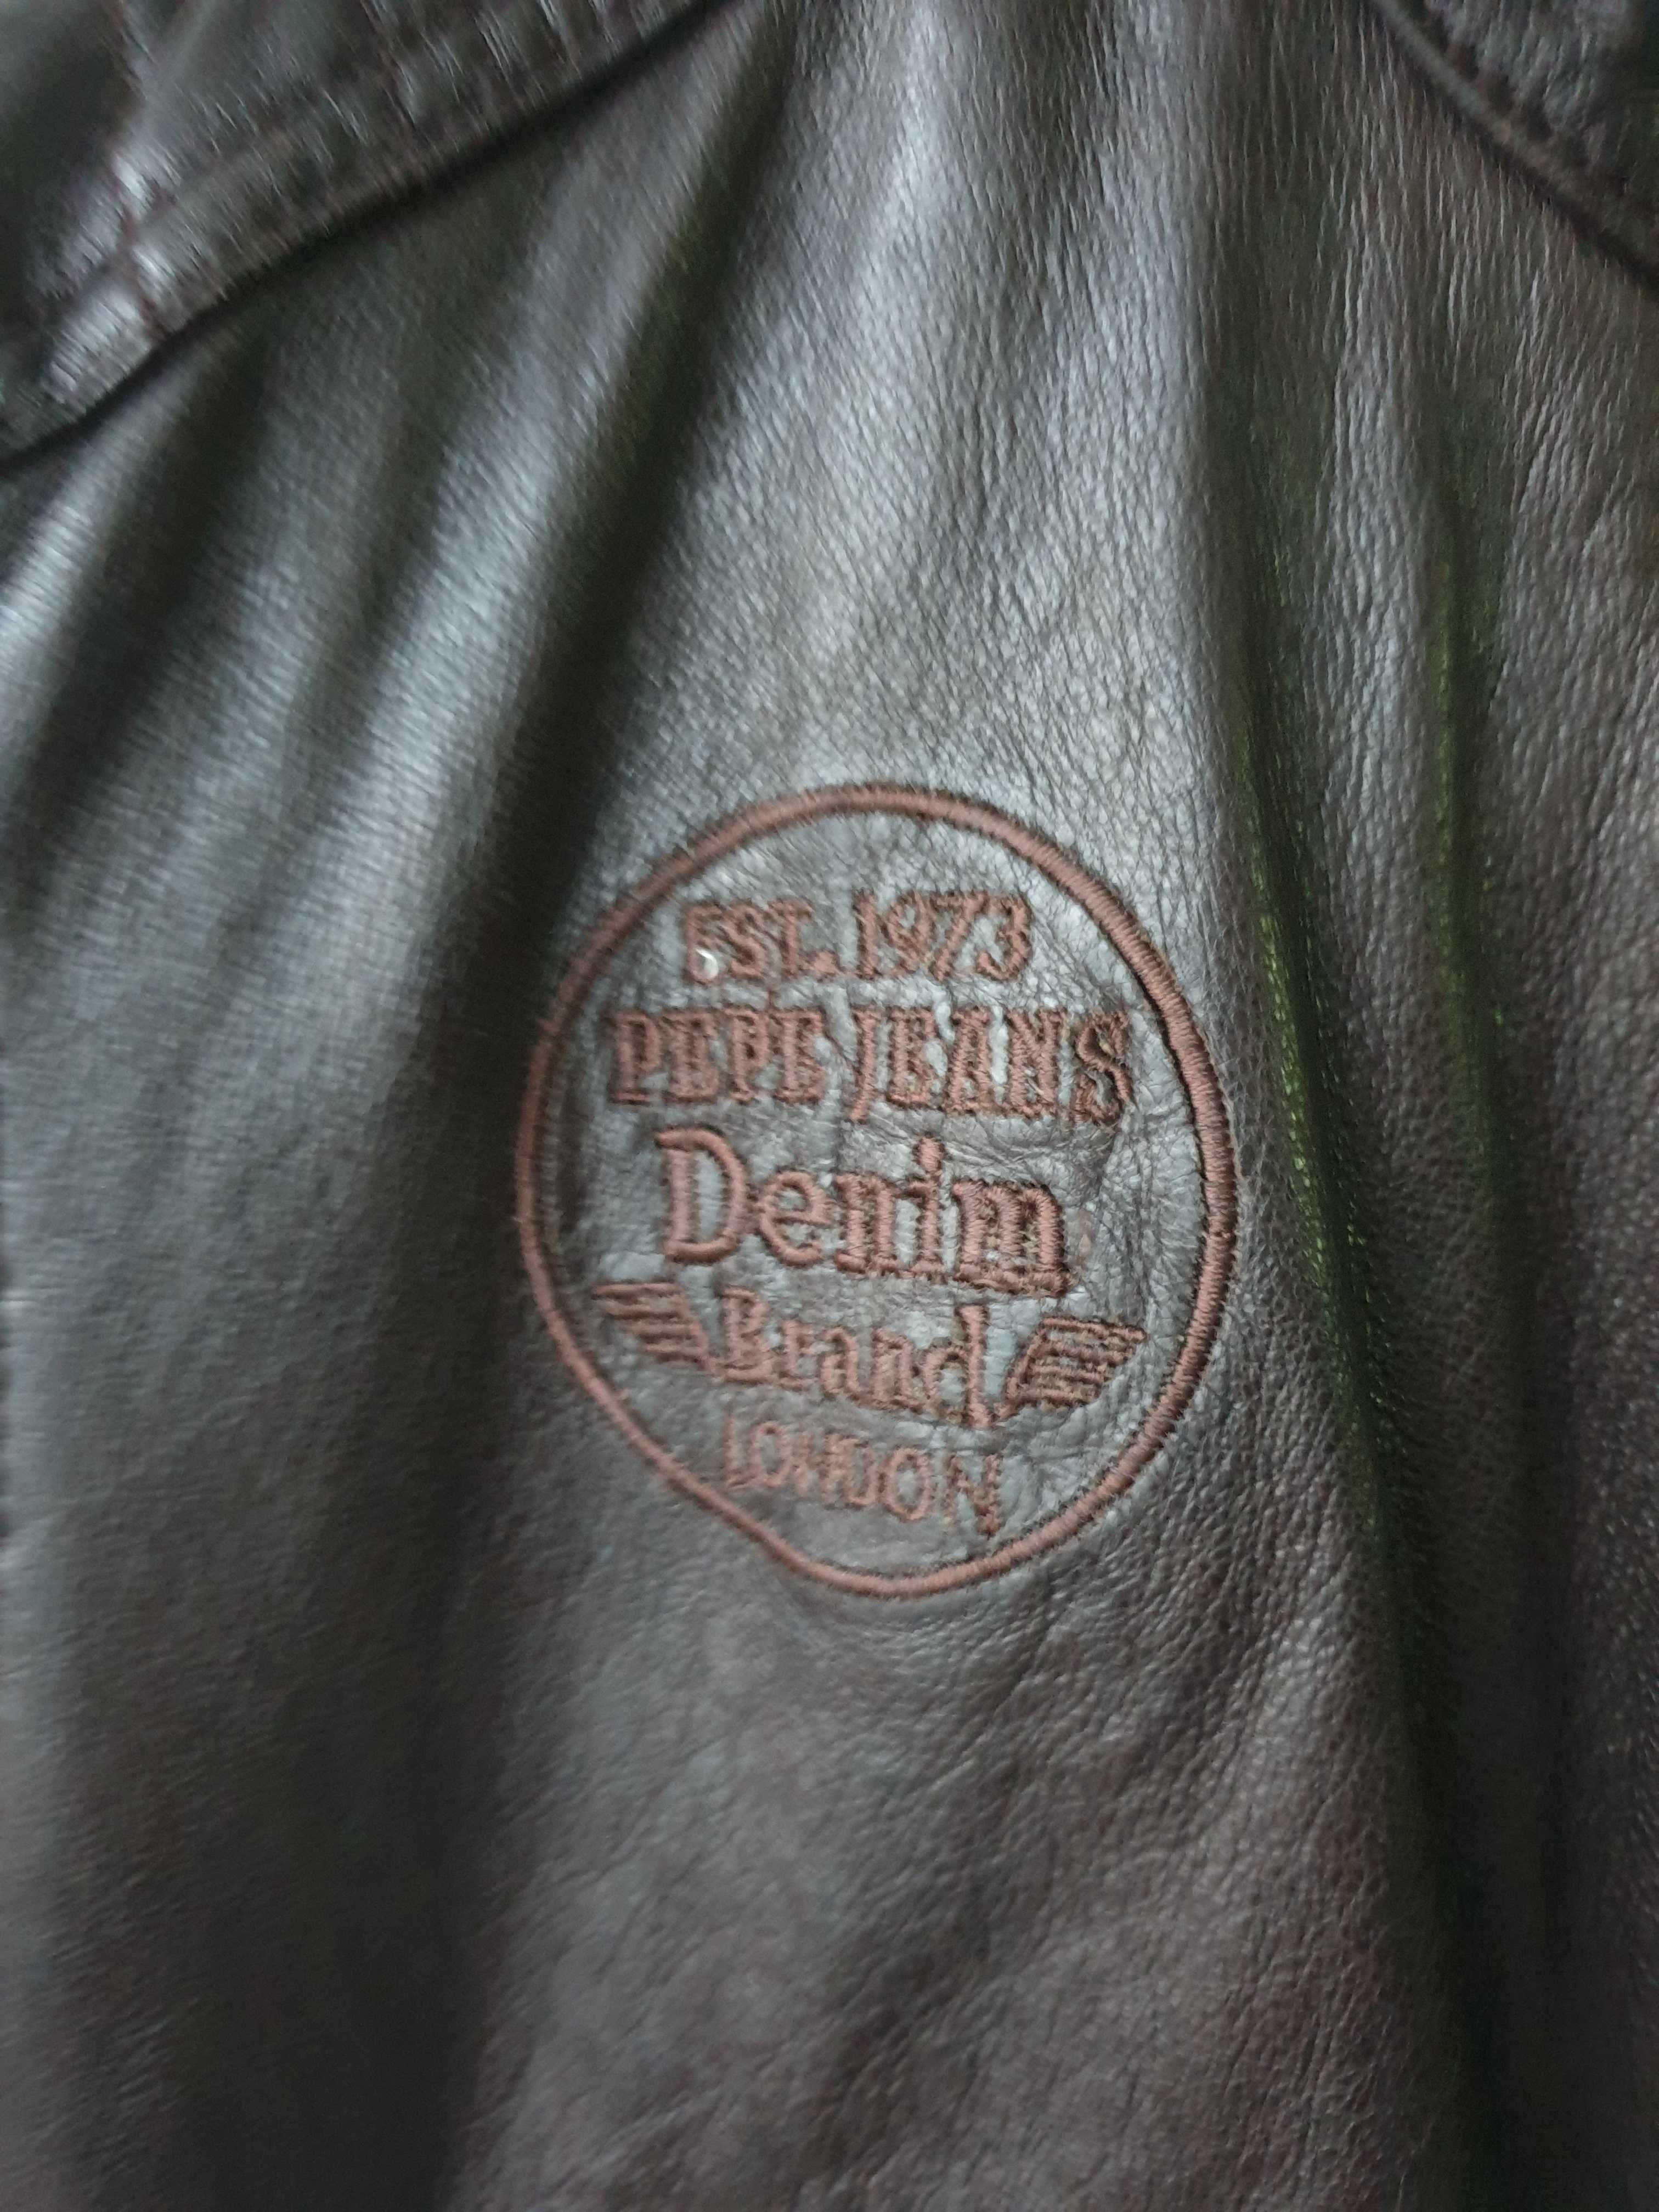 EST. 1973
PEPE JEANS
Denim
Brand
LONDON